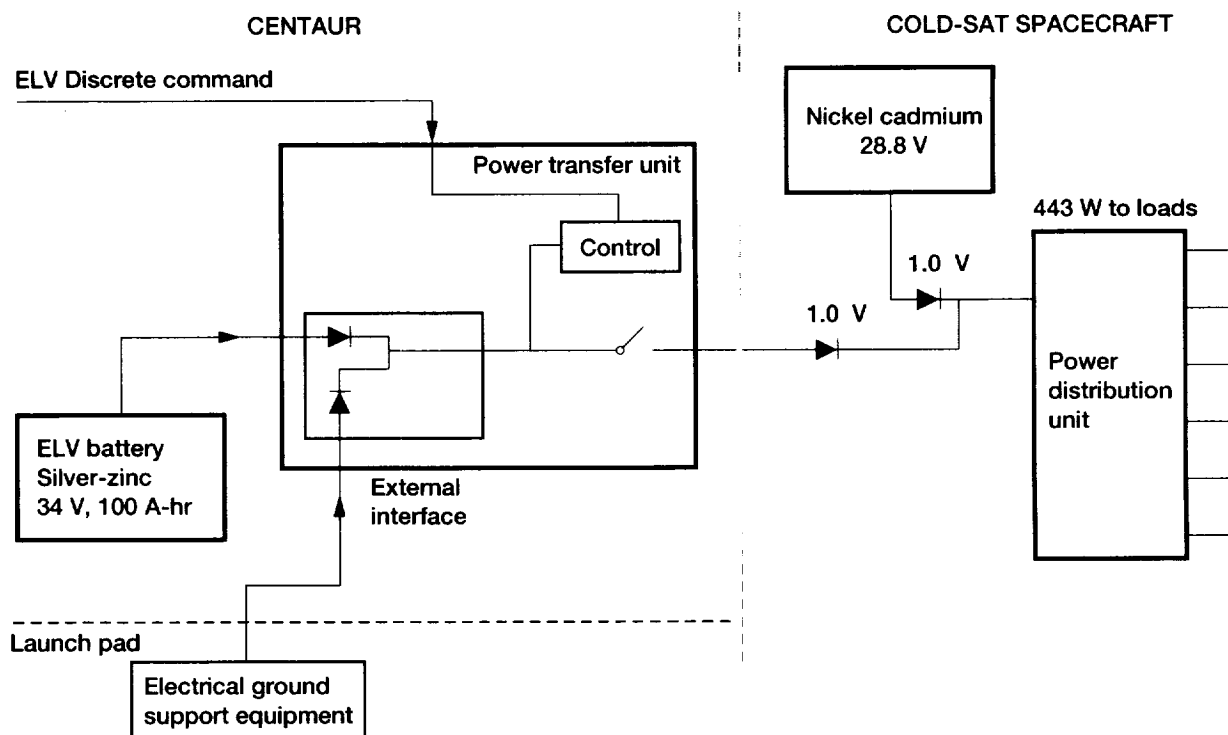 CENTAUR
COLD-SAT SPACECRAFT
ELV Discrete command
Nickel cadmium
28.8 V
Power transfer unit
443 W to loads
Control
1.0 V
1.0 V
Power
distribution
unit
ELV battery
Silver-zinc
34 V, 100 A-hr
External
interface
Launch pad
Electrical ground
support equipment